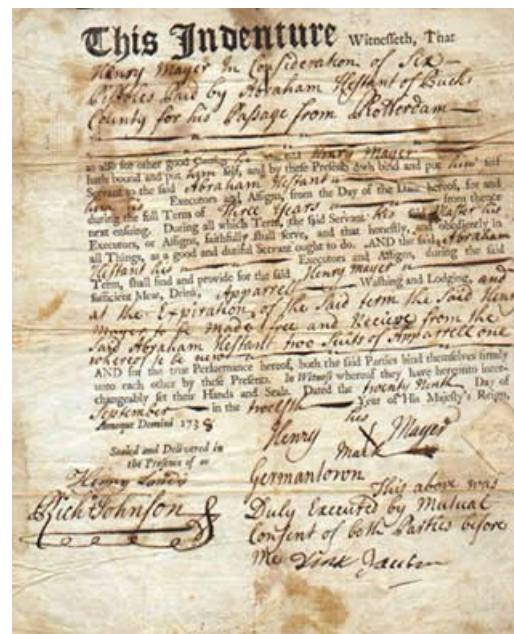 This Indenture Witnesseth, That
Henry Mayer In Consideration of Six
Pistoles Paid by Abraham Hestant of Bucks
County for his Passage from Rotterdam
as also for other good Causes, he the said Henry Mayer
hath bound and put him self, and by these Presents doth bind and put him self
Servant to the said Abraham Hestant
him his Executors and Assigns, from the Day of the Date hereof, for and
during the full Term of Three Years from thence
next ensuing. During all which Term, the said Servant his said Master his
Executors, or Assigns, faithfully shall serve, and that honestly, and obediently in
all Things, as a good and dutiful Servant ought to do. AND the said Abraham
Hestant his Executors and Assigns, during the said
Term, shall find and provide for the said Henry Mayer
sufficient Meat, Drink, Apparrell Washing and Lodging, and
at the Expiration of the Said term the Said Henry
Mayer to be made free and Recieve from the
Said Abraham Hestant two Suits of Apparrell one
whereof to be new
AND for the true Performance hereof, both the said Parties bind themselves firmly
unto each other by these Presents. In Witness whereof they have hereunto inter-
changeably set their Hands and Seals. Dated the twenty Ninth Day of
September in the twelfth Year of His Majesty's Reign,
Annoque Domini 1738
Sealed and Delivered in
the Presence of us
Rich Johnson
his
Henry X Mayer
mark
Germantown This above was
Duly Executed by Mutual
Consent of both Parties before
me